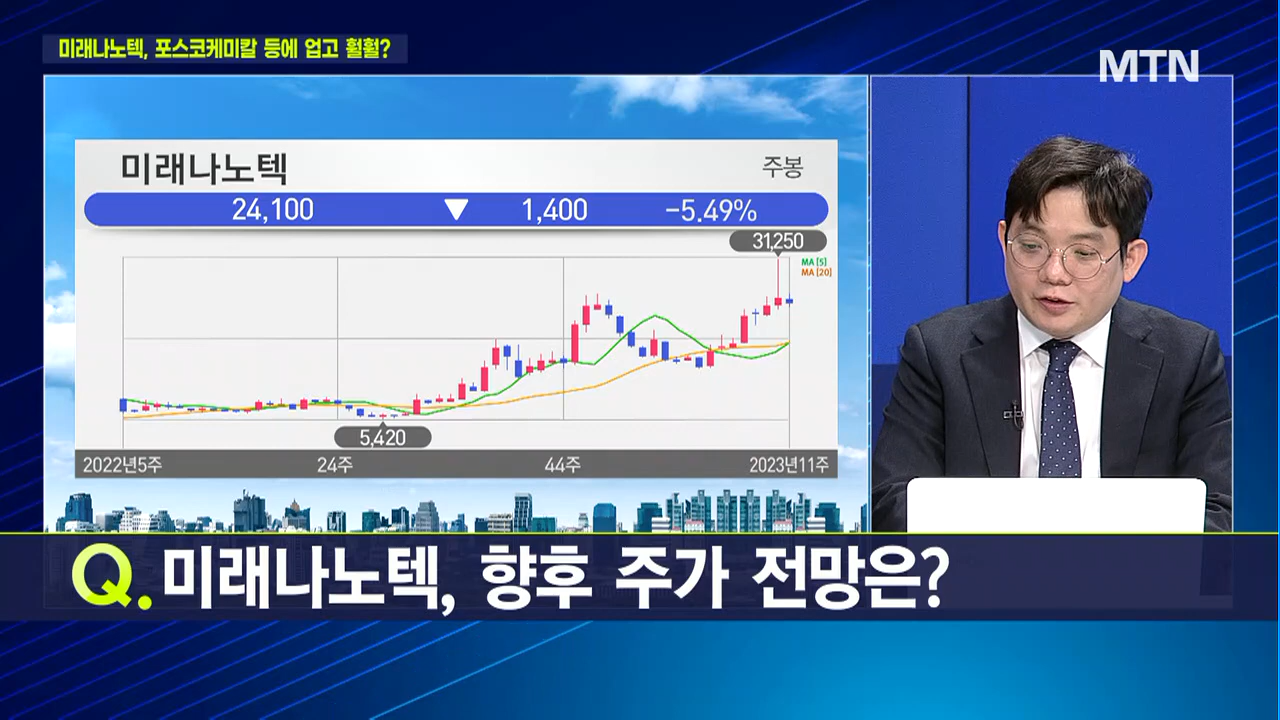 미래나노텍, 포스코케미칼 등에 업고 훨훨?
MTN
미래나노텍
주봉
24,100 ▼ 1,400 -5.49%
31,250
MA [5]
MA [20]
5,420
2022년5주 24주 44주 2023년11주
Q. 미래나노텍, 향후 주가 전망은?